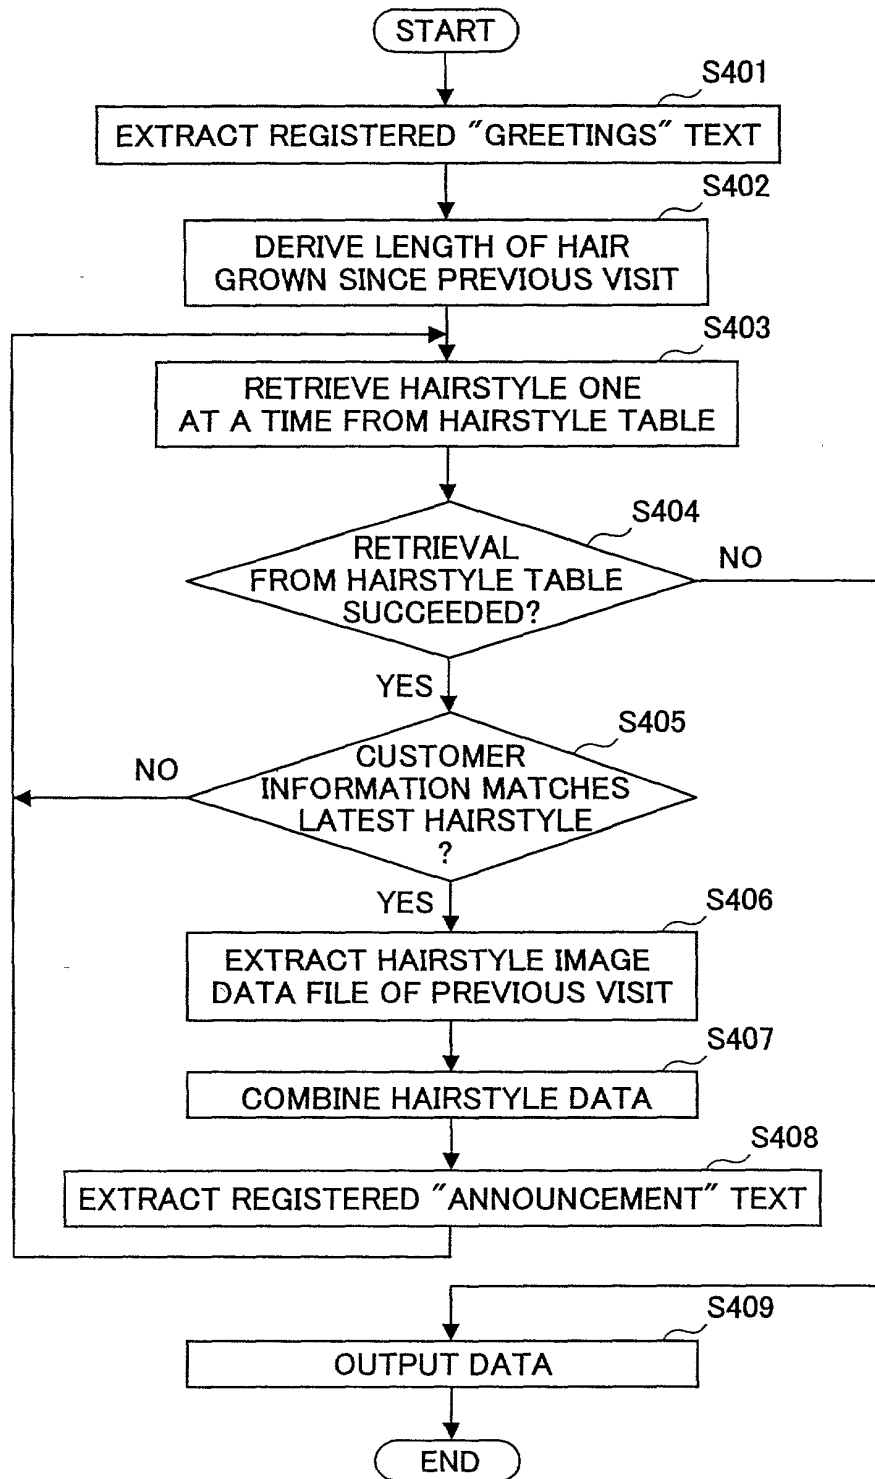 START
S401
EXTRACT REGISTERED "GREETINGS" TEXT
S402
DERIVE LENGTH OF HAIR
GROWN SINCE PREVIOUS VISIT
S403
RETRIEVE HAIRSTYLE ONE
AT A TIME FROM HAIRSTYLE TABLE
S404
RETRIEVAL
FROM HAIRSTYLE TABLE
SUCCEEDED?
NO
YES
S405
CUSTOMER
INFORMATION MATCHES
LATEST HAIRSTYLE
?
NO
YES
S406
EXTRACT HAIRSTYLE IMAGE
DATA FILE OF PREVIOUS VISIT
S407
COMBINE HAIRSTYLE DATA
S408
EXTRACT REGISTERED "ANNOUNCEMENT" TEXT
S409
OUTPUT DATA
END